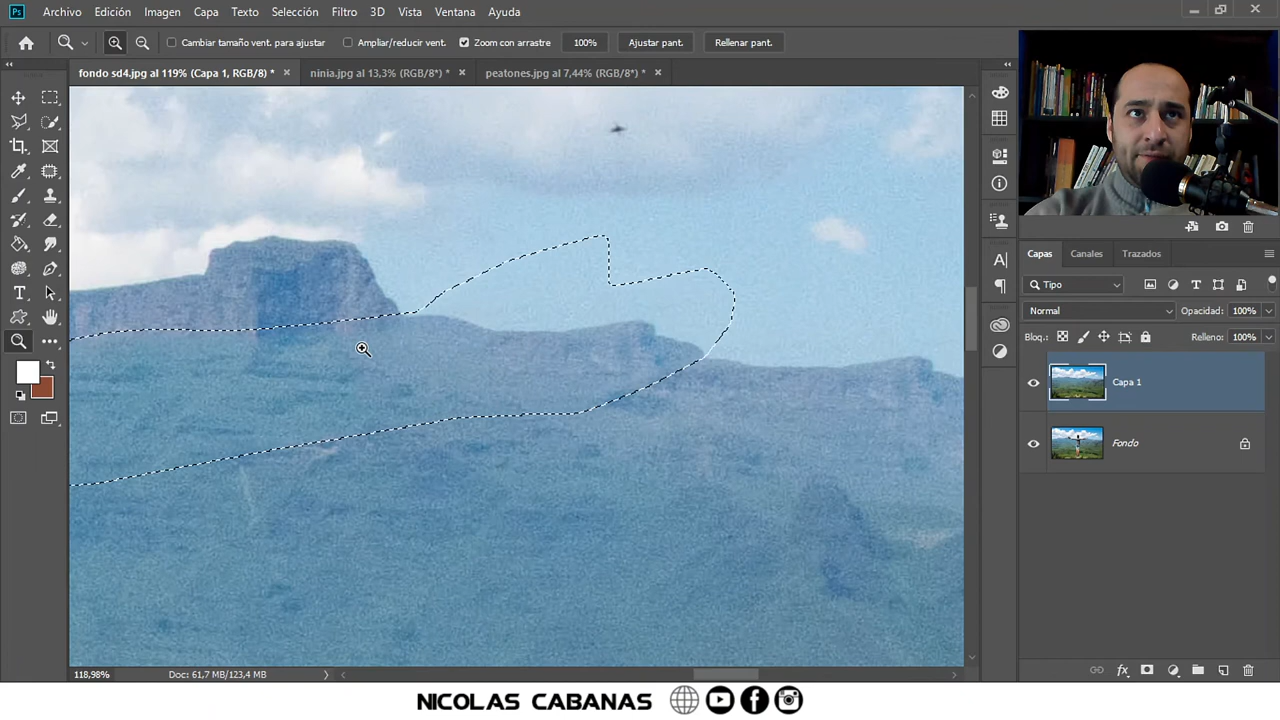 Ps Archivo Edición Imagen Capa Texto Selección Filtro 3D Vista Ventana Ayuda
Cambiar tamaño vent. para ajustar Ampliar/reducir vent. Zoom con arrastre 100% Ajustar pant. Rellenar pant.
fondo sd4.jpg al 119% (Capa 1, RGB/8) * ninia.jpg al 13,3% (RGB/8*) * peatones.jpg al 7,44% (RGB/8*) *
Capas Canales Trazados
Tipo
Normal Opacidad: 100%
Bloq.: Relleno: 100%
Capa 1
Fondo
118,98% Doc: 61,7 MB/123,4 MB
NICOLAS CABANAS